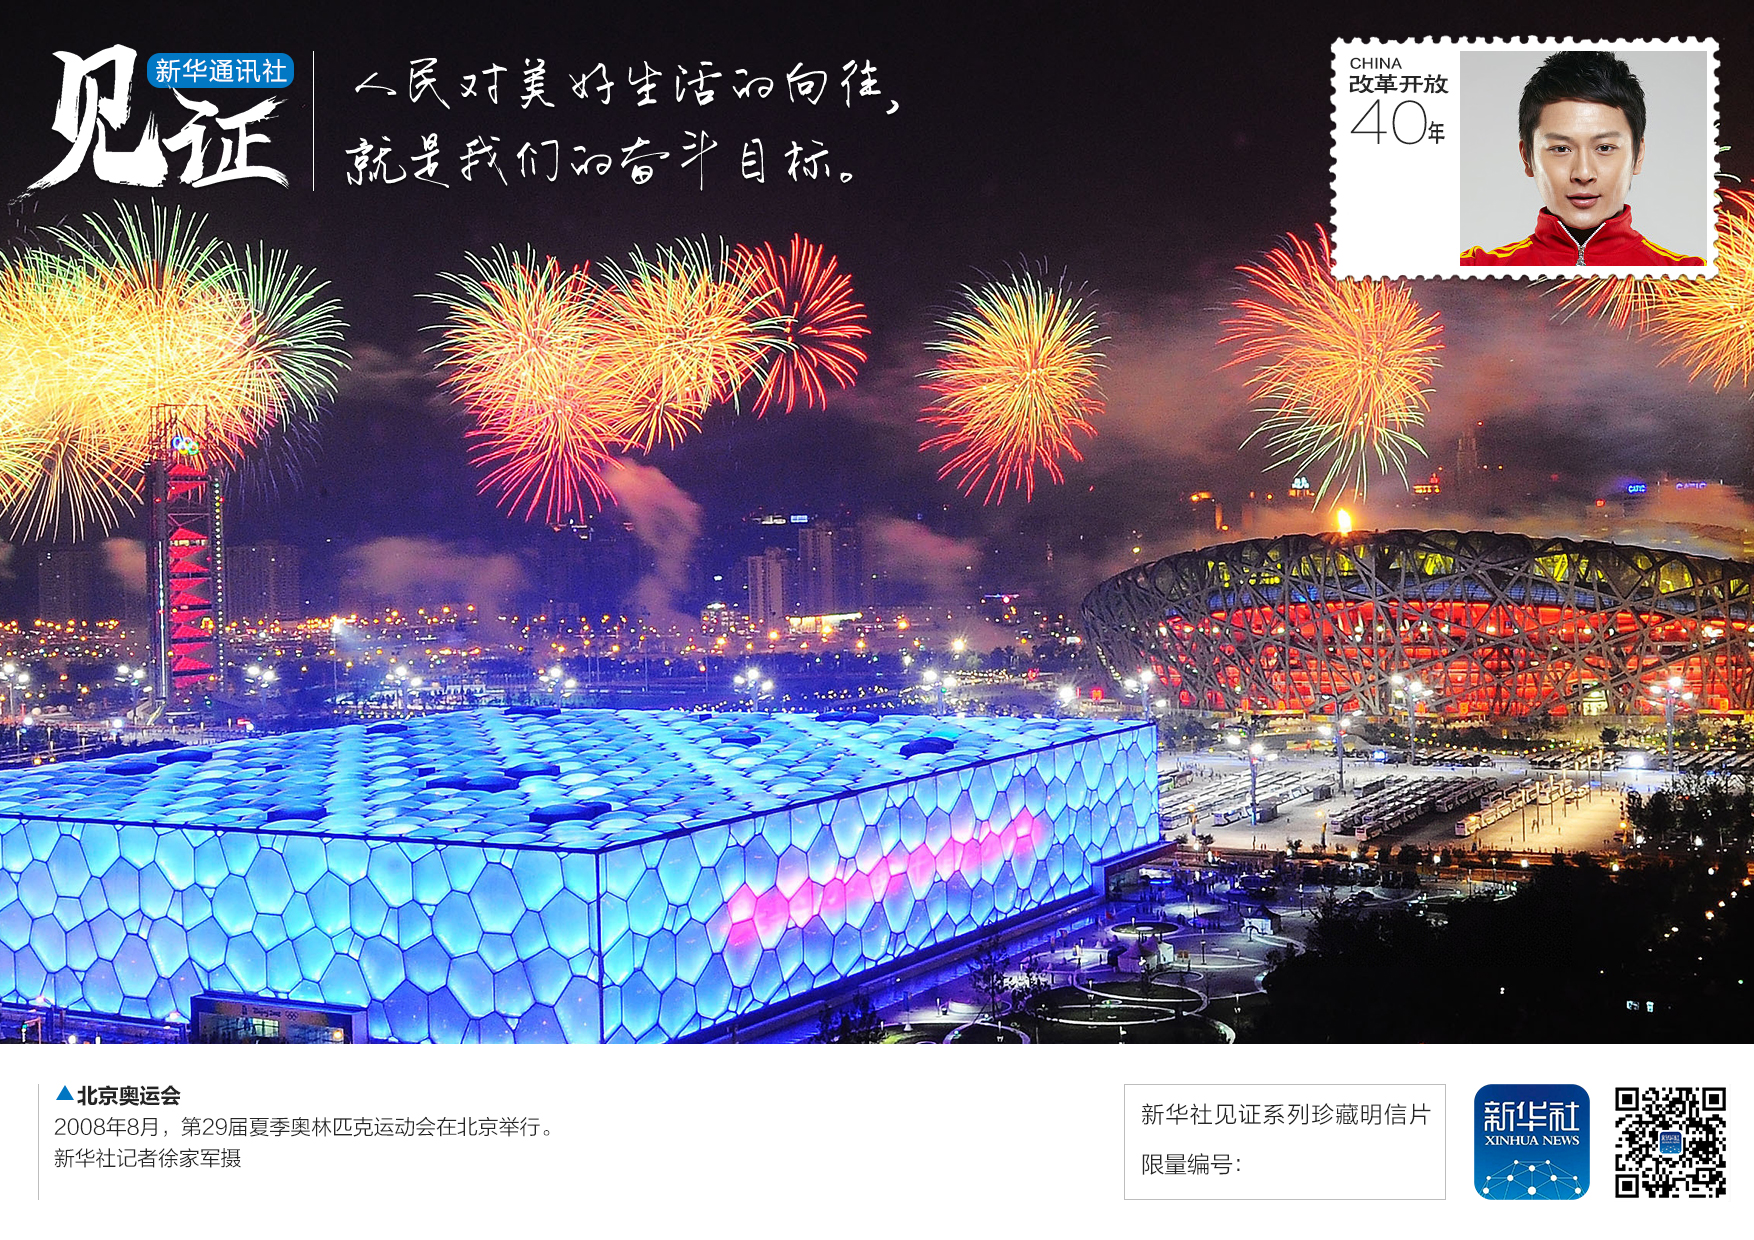 见证
新华通讯社
人民对美好生活的向往，
就是我们的奋斗目标。
CHINA
改革开放
40年
CATIC
Beijing 2008
▲北京奥运会
2008年8月，第29届夏季奥林匹克运动会在北京举行。
新华社记者徐家军摄
新华社见证系列珍藏明信片
限量编号：
新华社
XINHUA NEWS